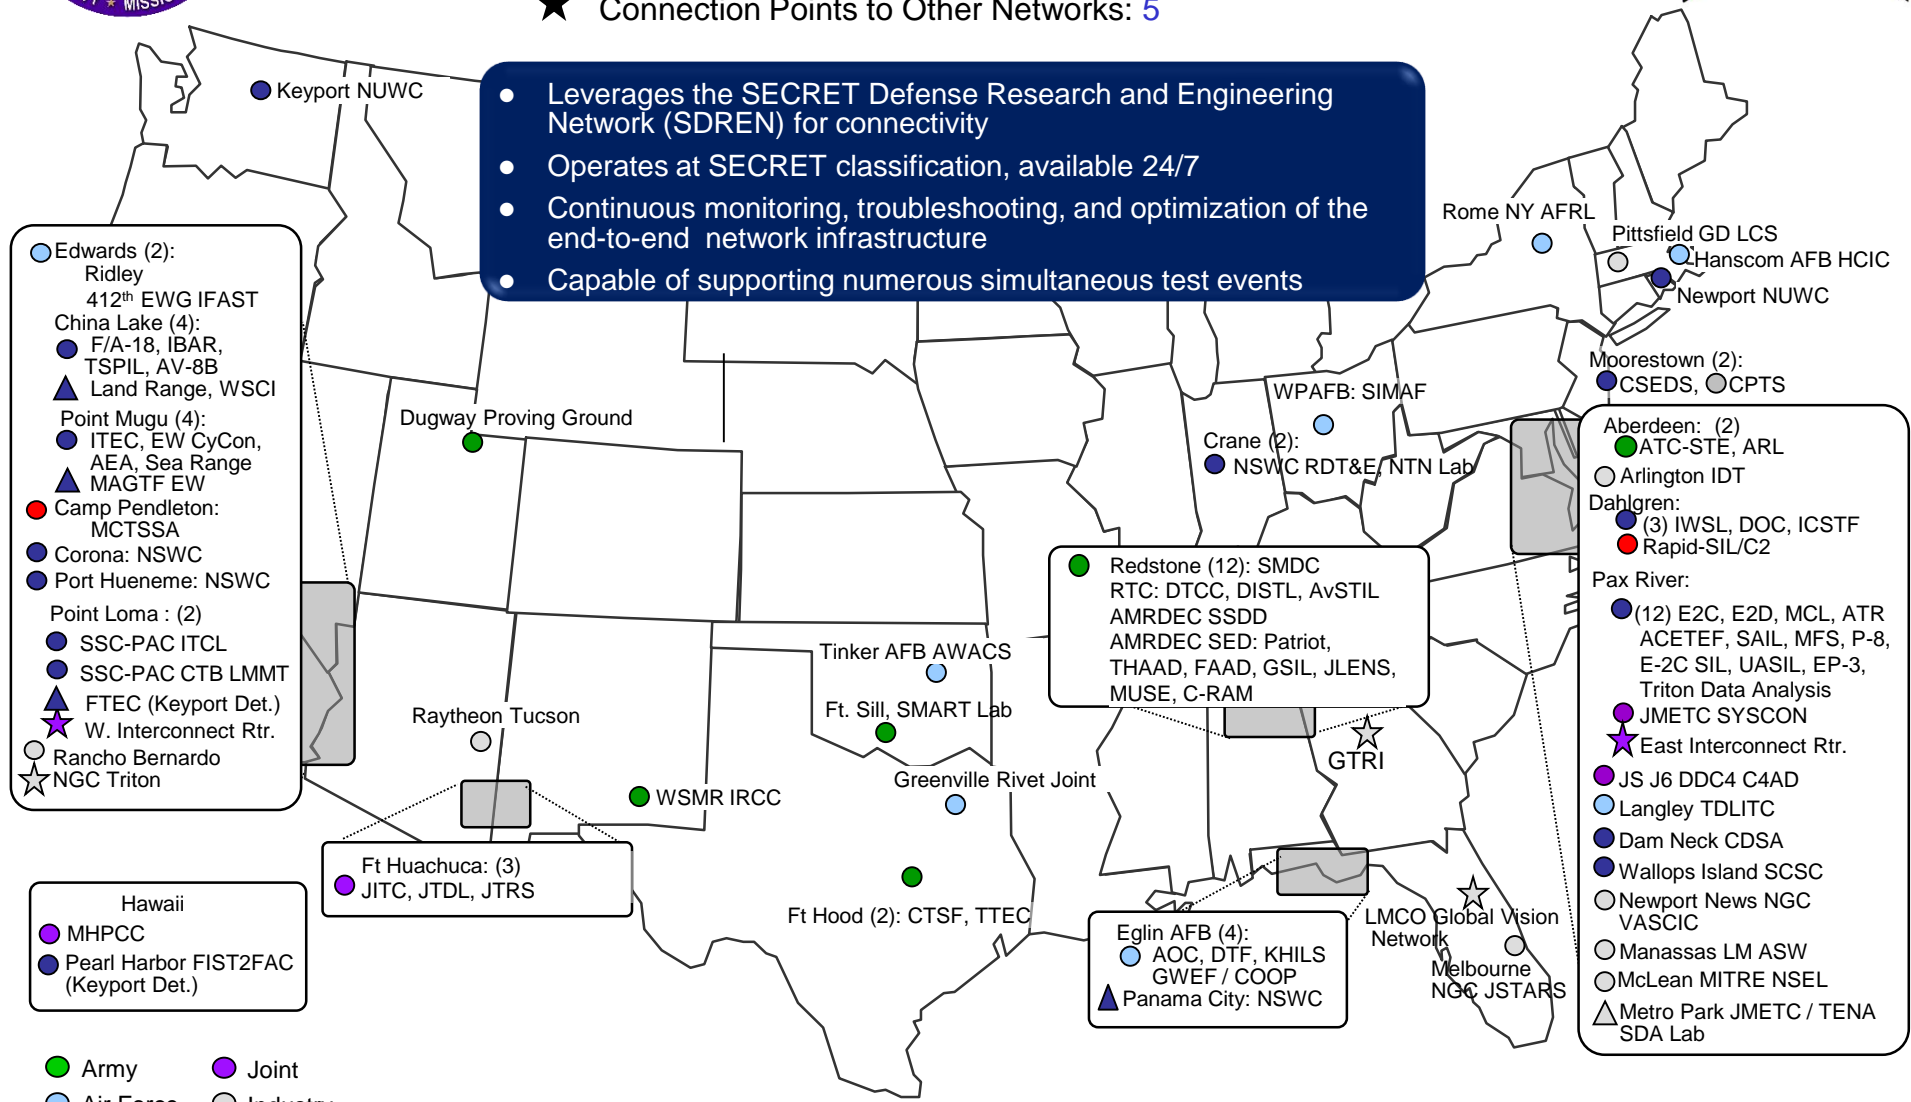 MISSIO
Connection Points to Other Networks: 5
Keyport NUWC
• Leverages the SECRET Defense Research and Engineering
Network (SDREN) for connectivity
• Operates at SECRET classification, available 24/7
• Continuous monitoring, troubleshooting, and optimization of the
end-to-end network infrastructure
• Capable of supporting numerous simultaneous test events
Rome NY AFRL
Pittsfield GD LCS
Hanscom AFB HCIC
Newport NUWC
Moorestown (2):
CSEDS, CPTS
Edwards (2):
Ridley
412th EWG IFAST
China Lake (4):
F/A-18, IBAR,
TSPIL, AV-8B
Land Range, WSCI
Point Mugu (4):
ITEC, EW CyCon,
AEA, Sea Range
MAGTF EW
Camp Pendleton:
MCTSSA
Corona: NSWC
Port Hueneme: NSWC
Point Loma : (2)
SSC-PAC ITCL
SSC-PAC CTB LMMT
FTEC (Keyport Det.)
W. Interconnect Rtr.
Rancho Bernardo
NGC Triton
Dugway Proving Ground
WPAFB: SIMAF
Crane (2):
NSWC RDT&E, NTN Lab
Redstone (12): SMDC
RTC: DTCC, DISTL, AvSTIL
AMRDEC SSDD
AMRDEC SED: Patriot,
THAAD, FAAD, GSIL, JLENS,
MUSE, C-RAM
Tinker AFB AWACS
Ft. Sill, SMART Lab
Raytheon Tucson
GTRI
Greenville Rivet Joint
WSMR IRCC
Ft Huachuca: (3)
JITC, JTDL, JTRS
Ft Hood (2): CTSF, TTEC
Eglin AFB (4):
AOC, DTF, KHILS
GWEF / COOP
Panama City: NSWC
LMCO Global Vision
Network
Melbourne
NGC JSTARS
Aberdeen: (2)
ATC-STE, ARL
Arlington IDT
Dahlgren:
(3) IWSL, DOC, ICSTF
Rapid-SIL/C2
Pax River:
(12) E2C, E2D, MCL, ATR
ACETEF, SAIL, MFS, P-8,
E-2C SIL, UASIL, EP-3,
Triton Data Analysis
JMETC SYSCON
East Interconnect Rtr.
JS J6 DDC4 C4AD
Langley TDLITC
Dam Neck CDSA
Wallops Island SCSC
Newport News NGC
VASCIC
Manassas LM ASW
McLean MITRE NSEL
Metro Park JMETC / TENA
SDA Lab
Hawaii
MHPCC
Pearl Harbor FIST2FAC
(Keyport Det.)
Army
Joint
Air Force
Industry